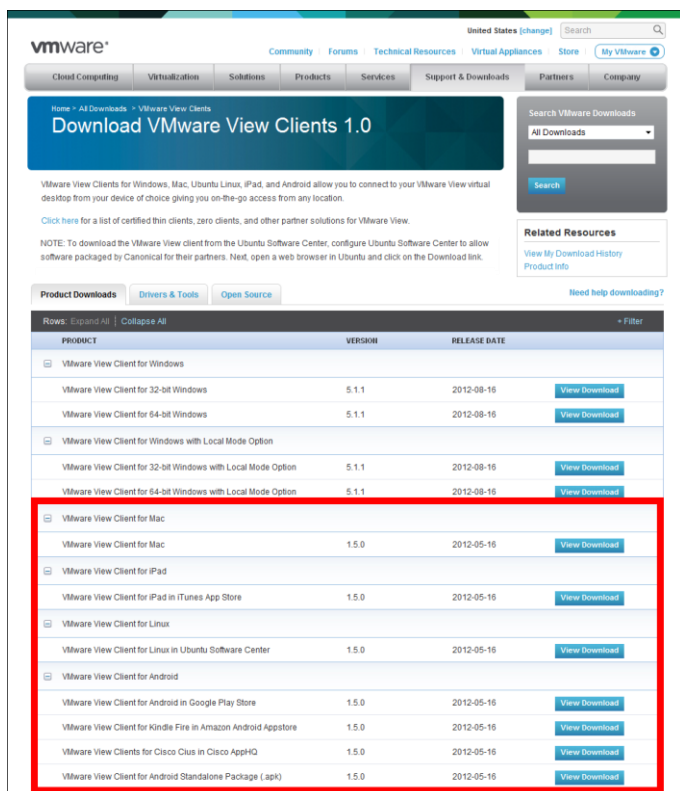 United States [change] Search
vmware
Community Forums Technical Resources Virtual Appliances Store My VMware
Cloud Computing Virtualization Solutions Products Services Support & Downloads Partners Company
Home > All Downloads > VMware View Clients
Download VMware View Clients 1.0
Search VMware Downloads
All Downloads
Search
VMware View Clients for Windows, Mac, Ubuntu Linux, iPad, and Android allow you to connect to your VMware View virtual
desktop from your device of choice giving you on-the-go access from any location.
Click here for a list of certified thin clients, zero clients, and other partner solutions for VMware View.
NOTE: To download the VMware View client from the Ubuntu Software Center, configure Ubuntu Software Center to allow
software packaged by Canonical for their partners. Next, open a web browser in Ubuntu and click on the Download link.
Related Resources
View My Download History
Product Info
Product Downloads Drivers & Tools Open Source Need help downloading?
Rows: Expand All | Collapse All + Filter
PRODUCT VERSION RELEASE DATE
VMware View Client for Windows
VMware View Client for 32-bit Windows 5.1.1 2012-08-16 View Download
VMware View Client for 64-bit Windows 5.1.1 2012-08-16 View Download
VMware View Client for Windows with Local Mode Option
VMware View Client for 32-bit Windows with Local Mode Option 5.1.1 2012-08-16 View Download
VMware View Client for 64-bit Windows with Local Mode Option 5.1.1 2012-08-16 View Download
VMware View Client for Mac
VMware View Client for Mac 1.5.0 2012-05-16 View Download
VMware View Client for iPad
VMware View Client for iPad in iTunes App Store 1.5.0 2012-05-16 View Download
VMware View Client for Linux
VMware View Client for Linux in Ubuntu Software Center 1.5.0 2012-05-16 View Download
VMware View Client for Android
VMware View Client for Android in Google Play Store 1.5.0 2012-05-16 View Download
VMware View Client for Kindle Fire in Amazon Android Appstore 1.5.0 2012-05-16 View Download
VMware View Clients for Cisco Cius in Cisco AppHQ 1.5.0 2012-05-16 View Download
VMware View Client for Android Standalone Package (.apk) 1.5.0 2012-05-16 View Download